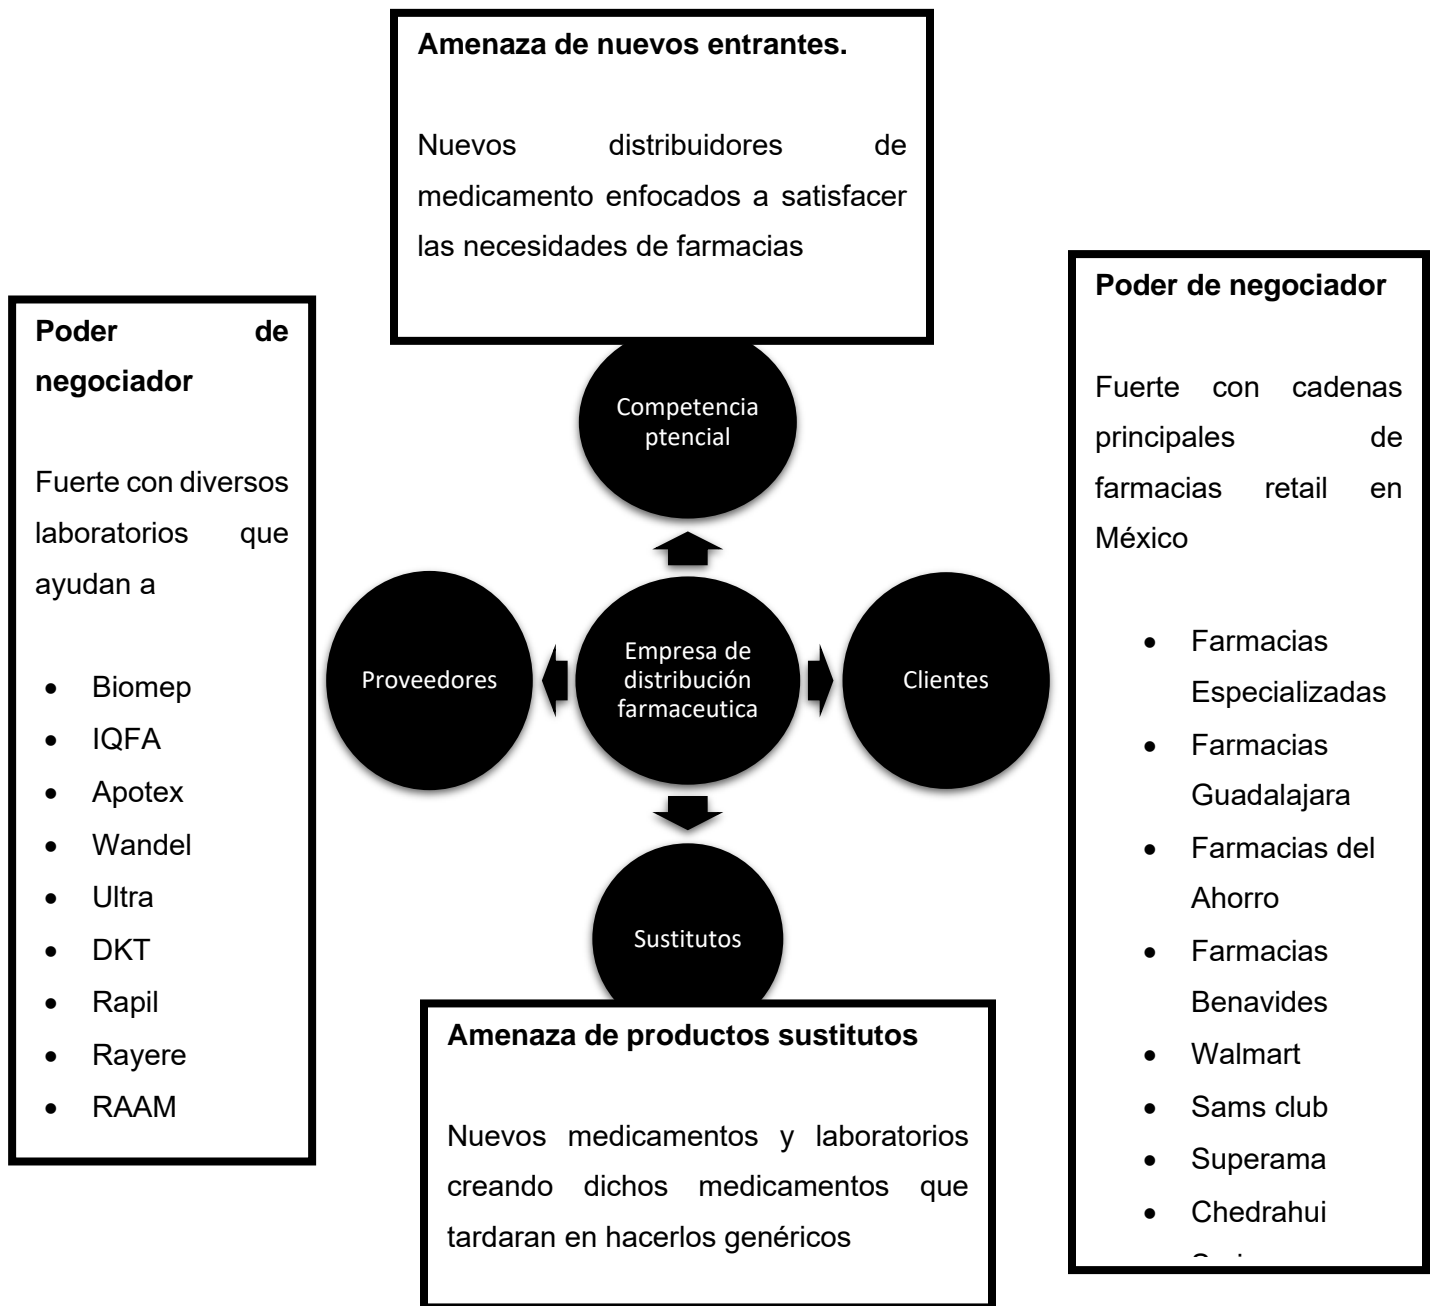 Amenaza de nuevos entrantes.
Nuevos distribuidores de
medicamento enfocados a satisfacer
las necesidades de farmacias
Poder de
negociador
Fuerte con diversos
laboratorios que
ayudan a
• Biomep
• IQFA
• Apotex
• Wandel
• Ultra
• DKT
• Rapil
• Rayere
• RAAM
Competencia
ptencial
Proveedores
Empresa de
distribución
farmaceutica
Clientes
Sustitutos
Poder de negociador
Fuerte con cadenas
principales de
farmacias retail en
México
• Farmacias
Especializadas
• Farmacias
Guadalajara
• Farmacias del
Ahorro
• Farmacias
Benavides
• Walmart
• Sams club
• Superama
• Chedrahui
Amenaza de productos sustitutos
Nuevos medicamentos y laboratorios
creando dichos medicamentos que
tardaran en hacerlos genéricos